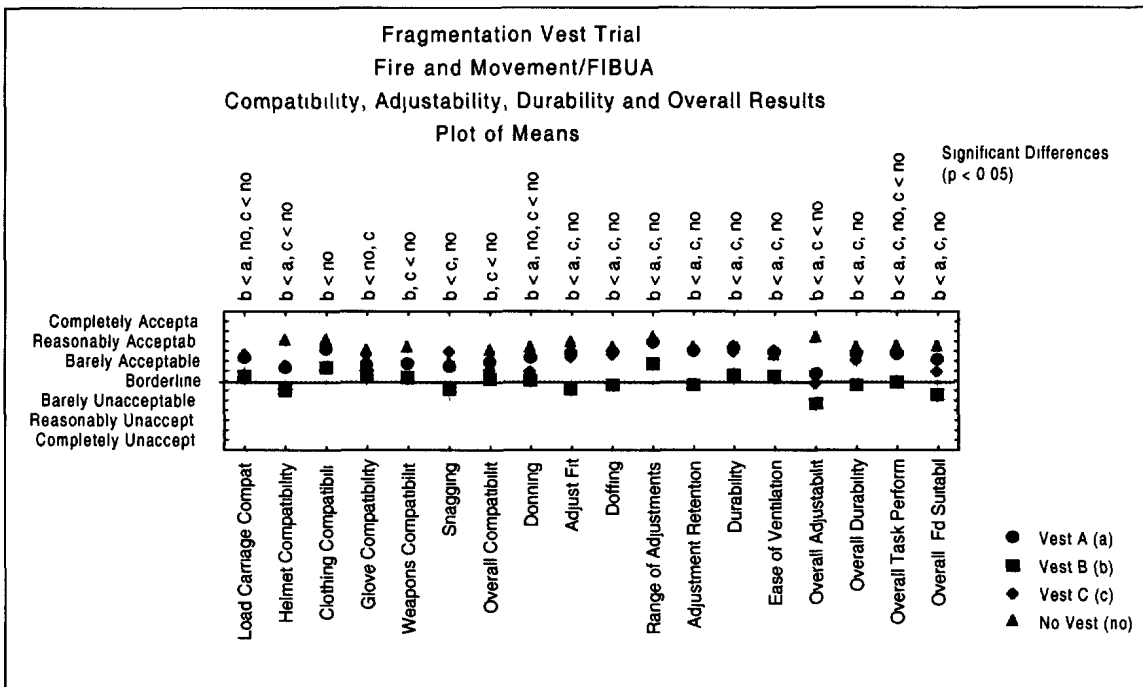 Fragmentation Vest Trial
Fire and Movement/FIBUA
Compatibility, Adjustability, Durability and Overall Results
Plot of Means
Significant Differences
(p < 0 05)
b < a, no, c < no
b < a, c < no
b < no
b < no, c
b, c < no
b < c, no
b, c < no
b < a, no, c < no
b < a, c, no
b < a, c, no
b < a, c, no
b < a, c, no
b < a, c, no
b < a, c, no
b < a, c < no
b < a, c, no
b < a, c, no, c < no
b < a, c, no
Completely Accepta
Reasonably Acceptab
Barely Acceptable
Borderline
Barely Unacceptable
Reasonably Unaccept
Completely Unaccept
Load Carriage Compat
Helmet Compatibility
Clothing Compatibili
Glove Compatibility
Weapons Compatibilit
Snagging
Overall Compatibilit
Donning
Adjust Fit
Doffing
Range of Adjustments
Adjustment Retention
Durability
Ease of Ventilation
Overall Adjustabilit
Overall Durability
Overall Task Perform
Overall Frd Suitabil
Vest A (a)
Vest B (b)
Vest C (c)
No Vest (no)